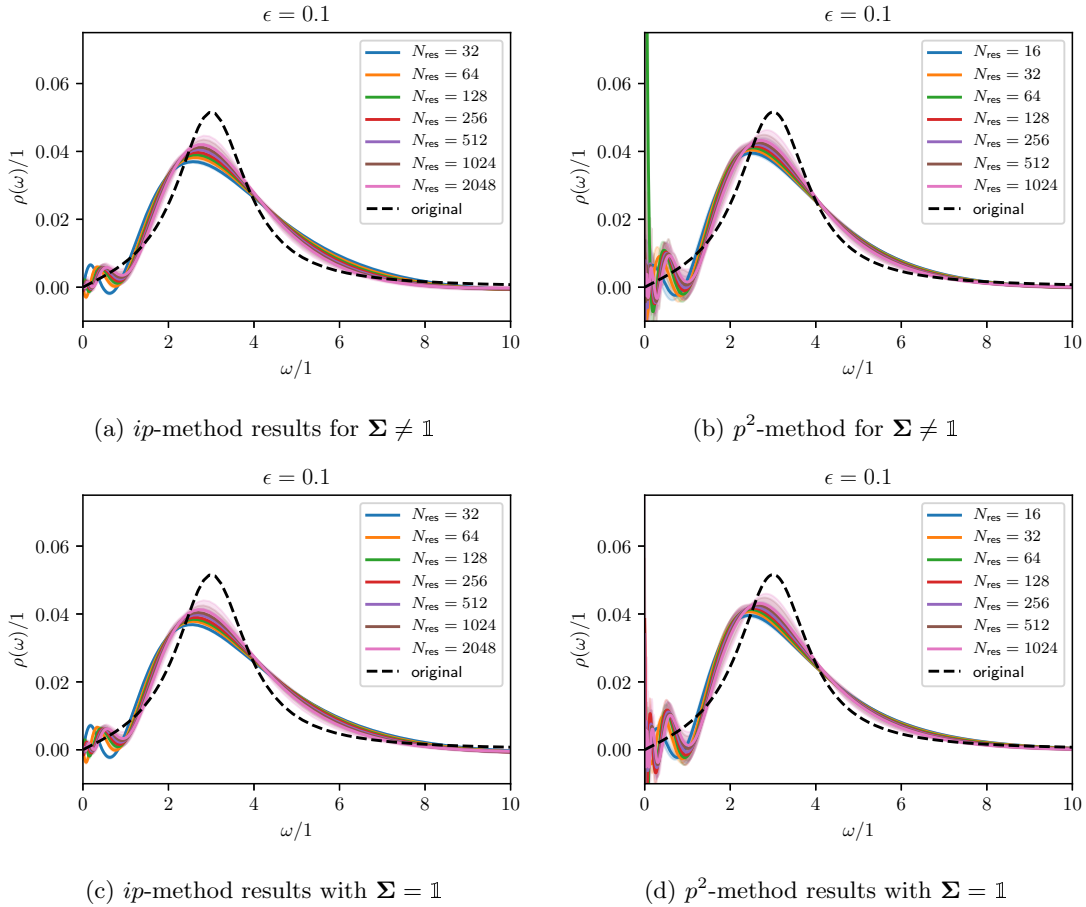 ϵ = 0.1
ρ(ω)/1
0.06
0.04
0.02
0.00
N_res = 32
N_res = 64
N_res = 128
N_res = 256
N_res = 512
N_res = 1024
N_res = 2048
original
0 2 4 6 8 10
ω/1
(a) ip-method results for Σ ≠ 𝟙
ϵ = 0.1
ρ(ω)/1
0.06
0.04
0.02
0.00
N_res = 16
N_res = 32
N_res = 64
N_res = 128
N_res = 256
N_res = 512
N_res = 1024
original
0 2 4 6 8 10
ω/1
(b) p²-method for Σ ≠ 𝟙
ϵ = 0.1
ρ(ω)/1
0.06
0.04
0.02
0.00
N_res = 32
N_res = 64
N_res = 128
N_res = 256
N_res = 512
N_res = 1024
N_res = 2048
original
0 2 4 6 8 10
ω/1
(c) ip-method results with Σ = 𝟙
ϵ = 0.1
ρ(ω)/1
0.06
0.04
0.02
0.00
N_res = 16
N_res = 32
N_res = 64
N_res = 128
N_res = 256
N_res = 512
N_res = 1024
original
0 2 4 6 8 10
ω/1
(d) p²-method results with Σ = 𝟙